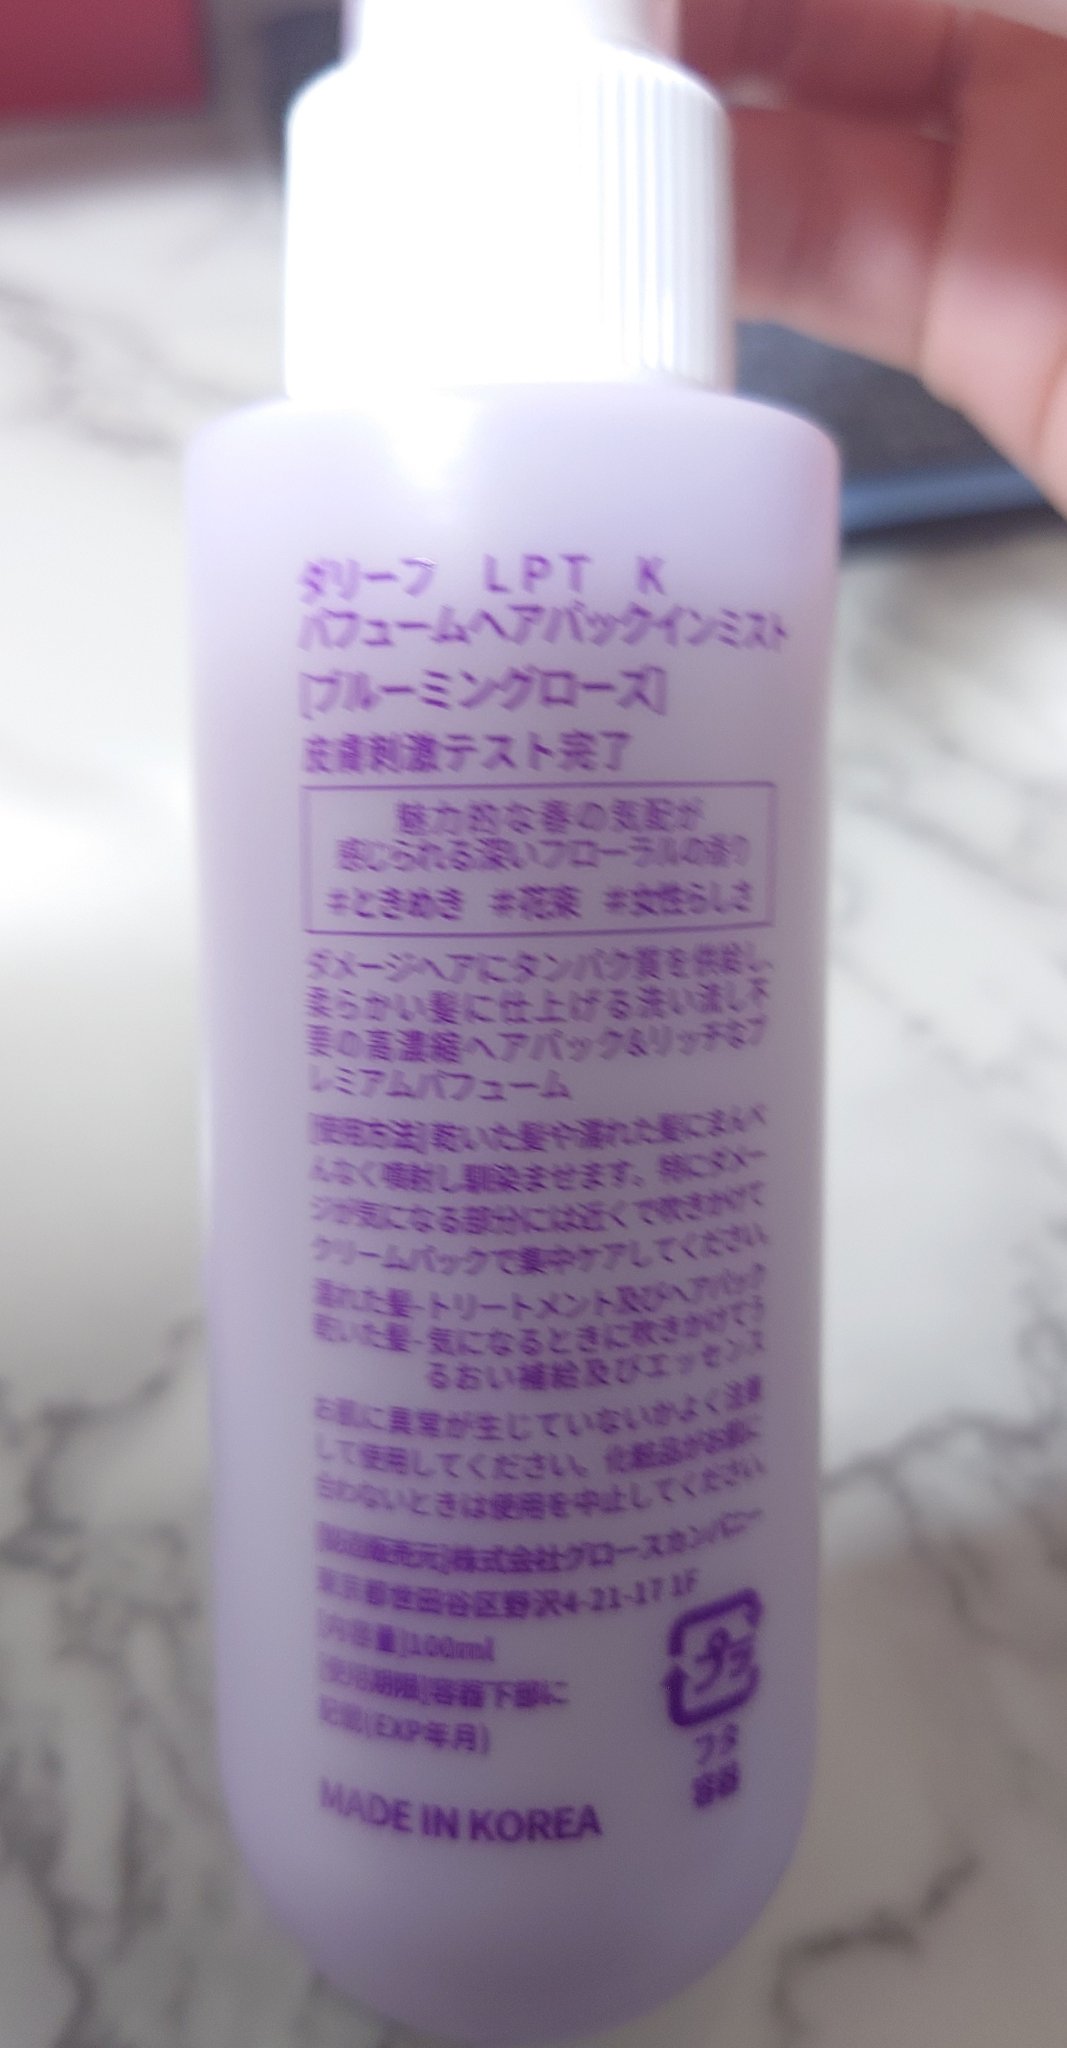 ダリーフ LPT K
パフュームヘアパックインミスト
[ブルーミングローズ]
皮膚刺激テスト完了
魅力的な春の気配が
感じられる深いフローラルの香り
#ときめき #花束 #女性らしさ
ダメージヘアにタンパク質を供給し、
柔らかい髪に仕上げる洗い流し不
要の高濃縮ヘアパック&リッチなプ
レミアムパフューム
[使用方法]乾いた髪や濡れた髪にまんべ
んなく噴射し馴染ませます。特にダメー
ジが気になる部分には近くで吹きかけて
クリームパックで集中ケアしてください。
濡れた髪-トリートメント及びヘアパック
乾いた髪-気になるときに吹きかけてう
るおい補給及びエッセンス
お肌に異常が生じていないかよく注意
して使用してください。化粧品がお肌に
合わないときは使用を中止してください。
株式会社グロースカンパニー
東京都世田谷区野沢4-21-17 1F
[内容量]100ml
[使用期限]容器下部に
記載(EXP年月)
プラ
MADE IN KOREA